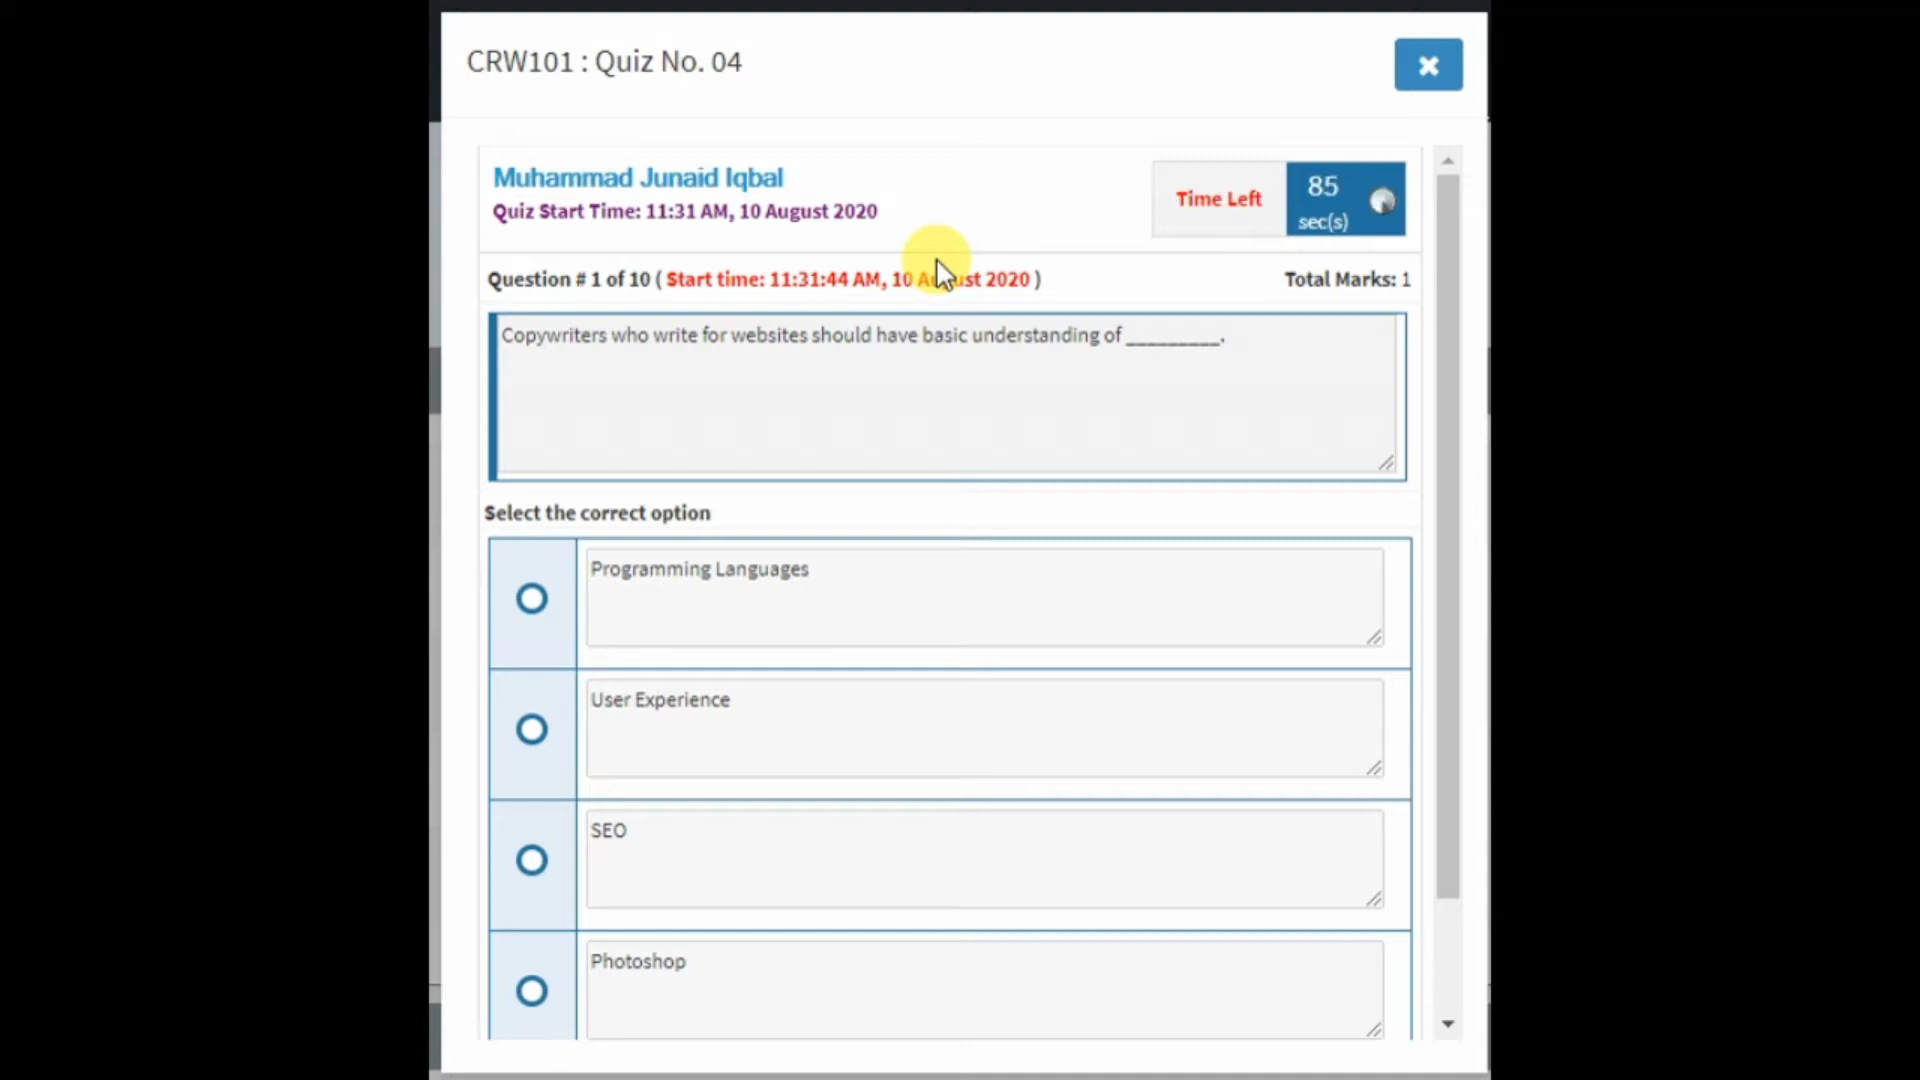 CRW101 : Quiz No. 04
Muhammad Junaid Iqbal
Quiz Start Time: 11:31 AM, 10 August 2020
Time Left
85
sec(s)
Question # 1 of 10 ( Start time: 11:31:44 AM, 10 August 2020 )
Total Marks: 1
Copywriters who write for websites should have basic understanding of _________.
Select the correct option
Programming Languages
User Experience
SEO
Photoshop